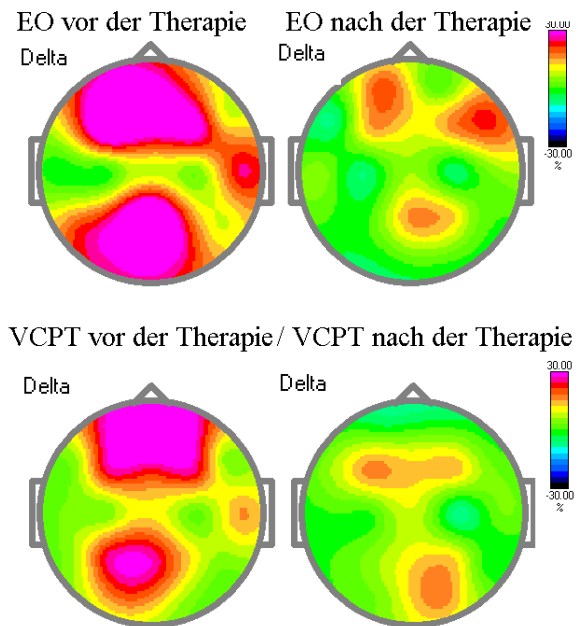 EO vor der Therapie
EO nach der Therapie
Delta
Delta
30.00
-30.00
%
VCPT vor der Therapie / VCPT nach der Therapie
Delta
Delta
30.00
-30.00
%